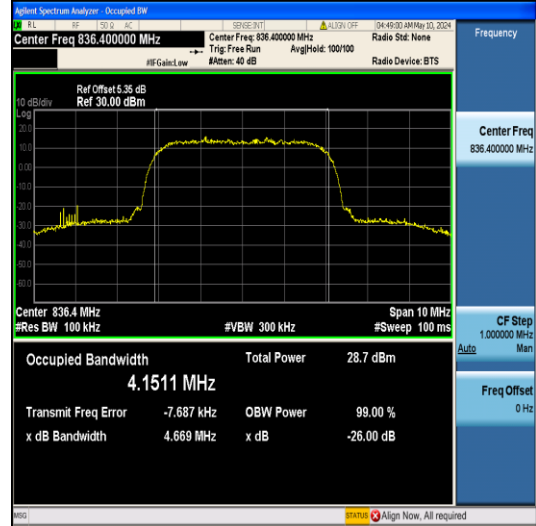 Agilent Spectrum Analyzer - Occupied BW
RL RF 50 Ω AC SENSE:INT ALIGN OFF 04:49:00 AM May 10, 2024
Center Freq 836.400000 MHz
Center Freq: 836.400000 MHz
Radio Std: None
Trig: Free Run Avg|Hold: 100/100
#IFGain:Low #Atten: 40 dB Radio Device: BTS
Ref Offset 5.35 dB
10 dB/div Ref 30.00 dBm
Log
20.0
10.0
0.00
-10.0
-20.0
-30.0
-40.0
-50.0
-60.0
Center 836.4 MHz Span 10 MHz
#Res BW 100 kHz #VBW 300 kHz #Sweep 100 ms
Occupied Bandwidth Total Power 28.7 dBm
4.1511 MHz
Transmit Freq Error -7.687 kHz OBW Power 99.00 %
x dB Bandwidth 4.669 MHz x dB -26.00 dB
Frequency
Center Freq
836.400000 MHz
CF Step
1.000000 MHz
Auto Man
Freq Offset
0 Hz
MSG STATUS Align Now, All required